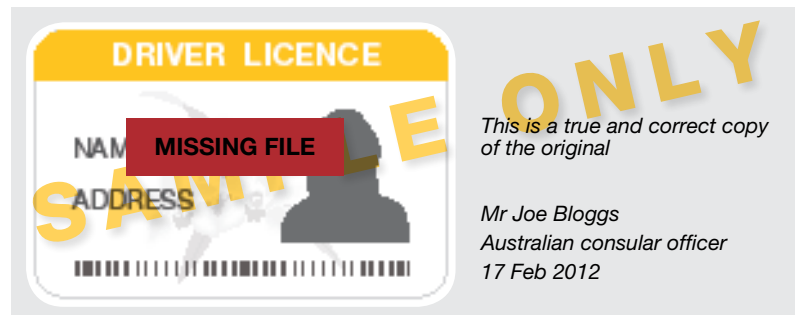 DRIVER LICENCE
SAMPLE ONLY
MISSING FILE
ADDRESS
This is a true and correct copy
of the original
Mr Joe Bloggs
Australian consular officer
17 Feb 2012